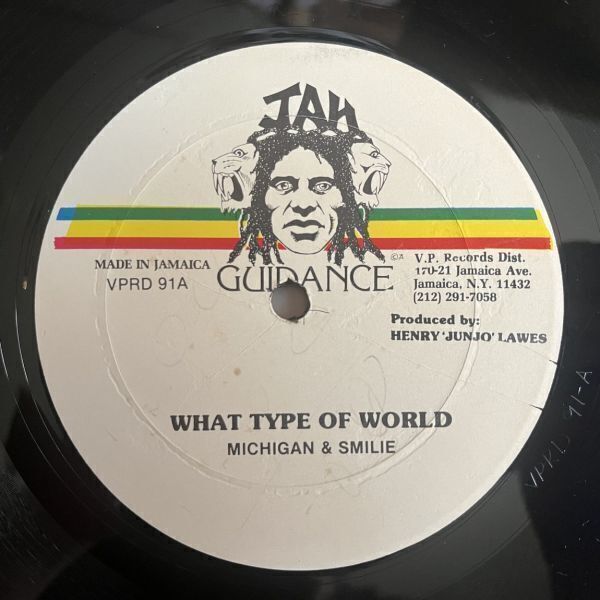 JAH
GUIDANCE
MADE IN JAMAICA
VPRD 91A
V.P. Records Dist.
170-21 Jamaica Ave.
Jamaica, N.Y. 11432
(212) 291-7058
Produced by:
HENRY 'JUNJO' LAWES
WHAT TYPE OF WORLD
MICHIGAN & SMILIE
VPRD 91-A